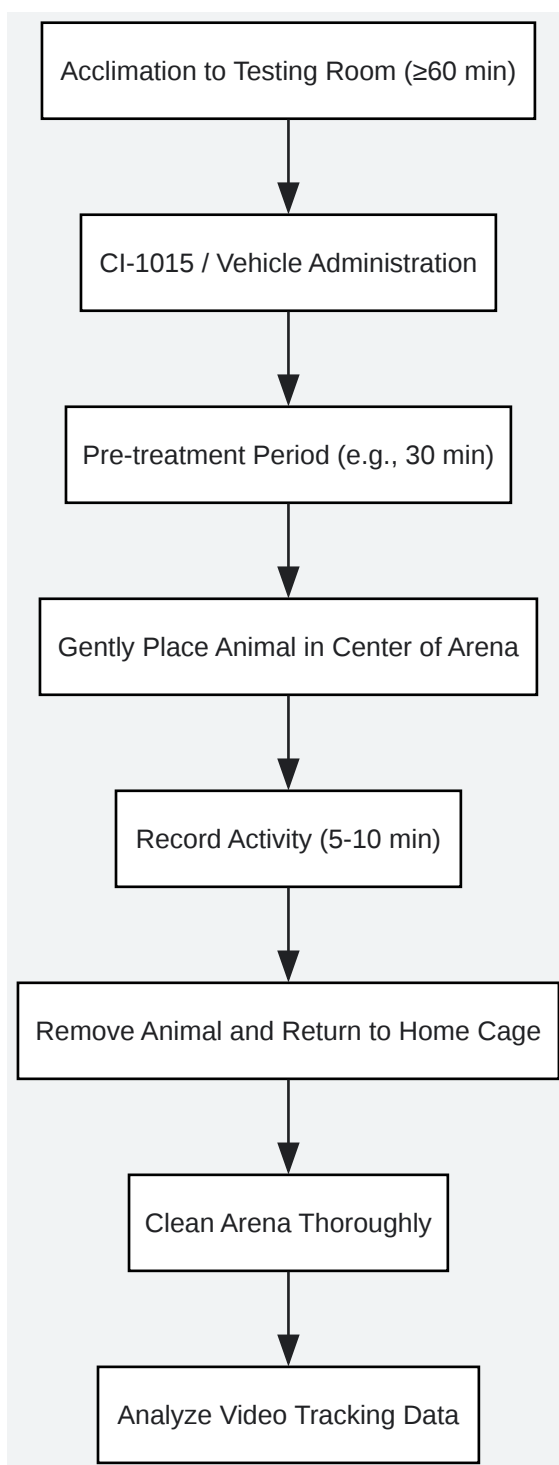 Acclimation to Testing Room (≥60 min)
CI-1015 / Vehicle Administration
Pre-treatment Period (e.g., 30 min)
Gently Place Animal in Center of Arena
Record Activity (5-10 min)
Remove Animal and Return to Home Cage
Clean Arena Thoroughly
Analyze Video Tracking Data